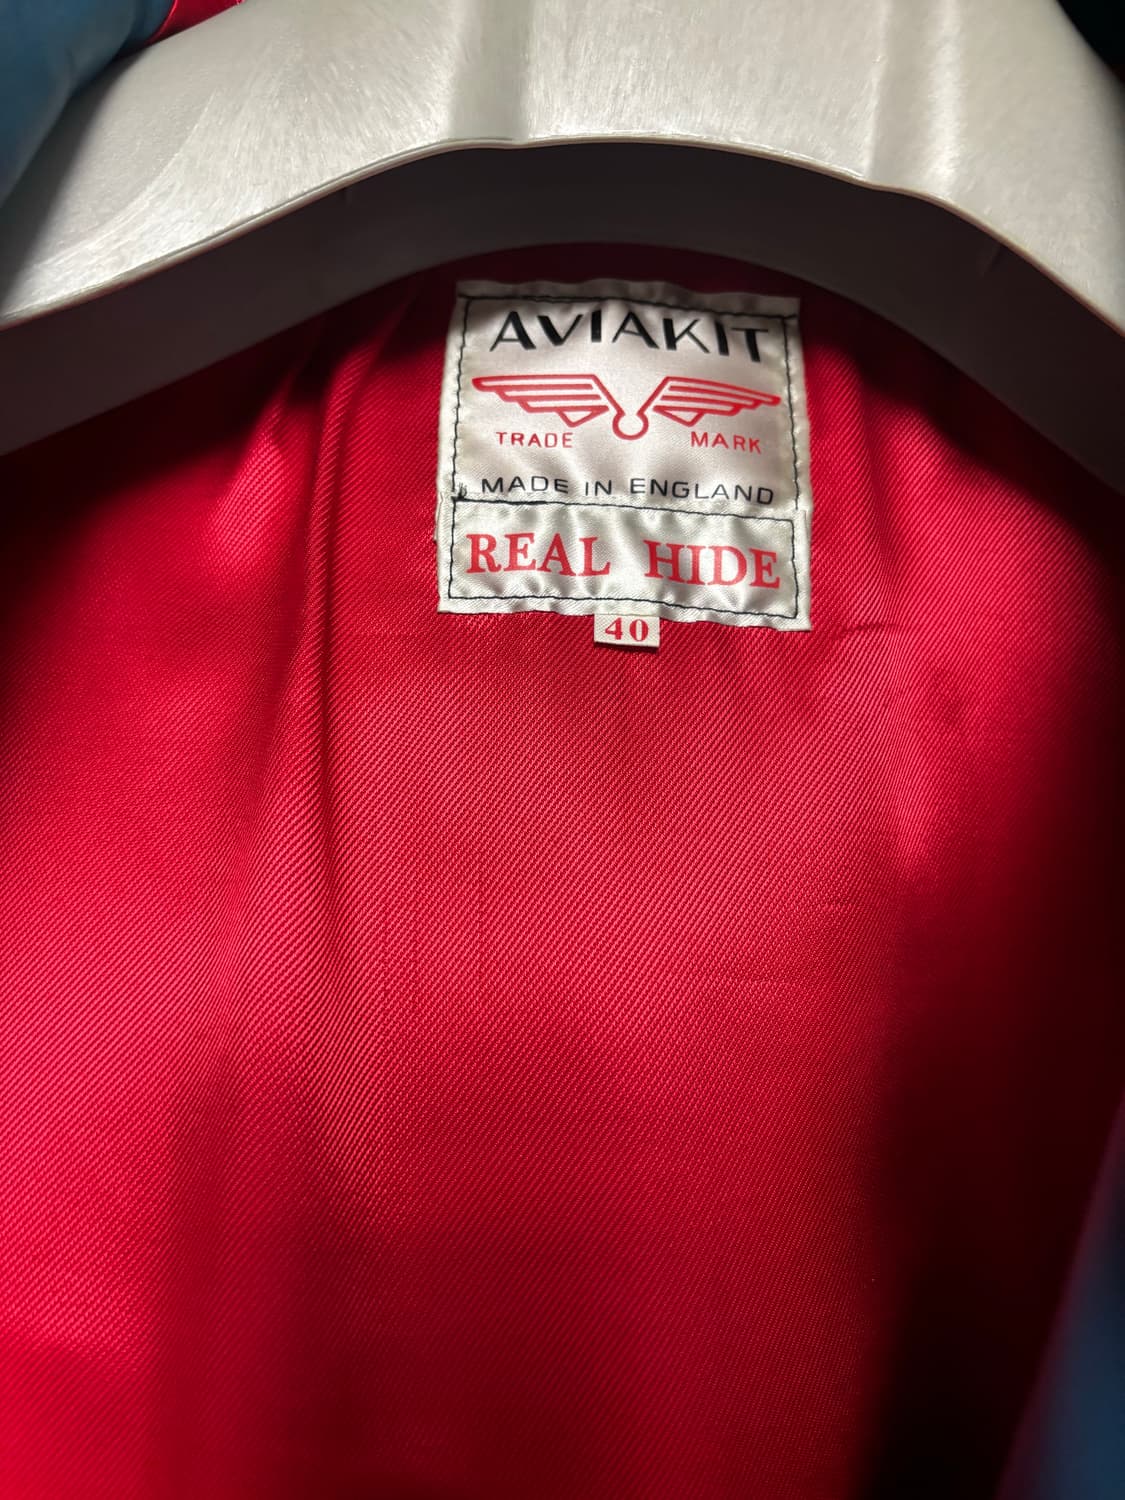 AVIAKIT
TRADE MARK
MADE IN ENGLAND
REAL HIDE
40